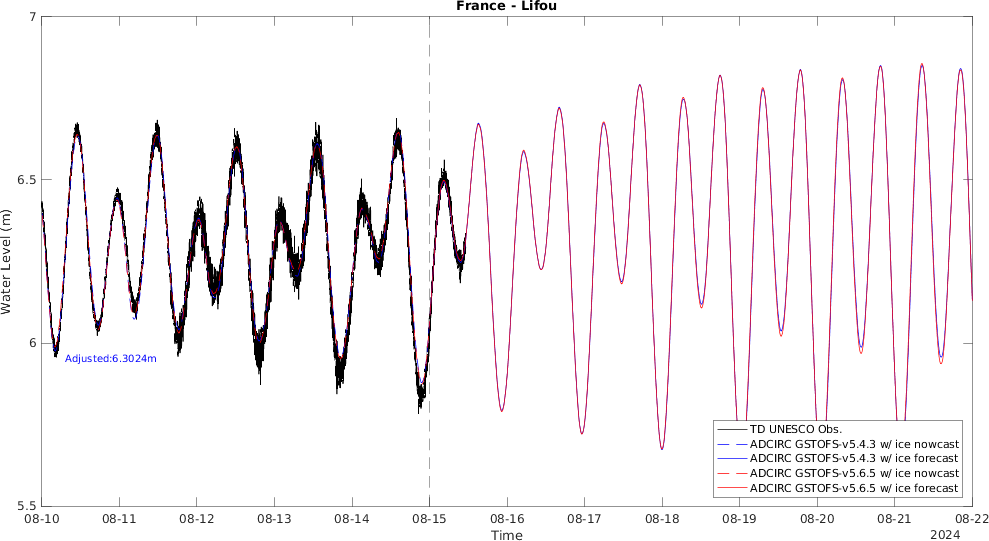 France - Lifou
7
6.5
6
5.5
Water Level (m)
Adjusted:6.3024m
TD UNESCO Obs.
ADCIRC GSTOFS-v5.4.3 w/ ice nowcast
ADCIRC GSTOFS-v5.4.3 w/ ice forecast
ADCIRC GSTOFS-v5.6.5 w/ ice nowcast
ADCIRC GSTOFS-v5.6.5 w/ ice forecast
08-10 08-11 08-12 08-13 08-14 08-15 08-16 08-17 08-18 08-19 08-20 08-21 08-22
Time
2024